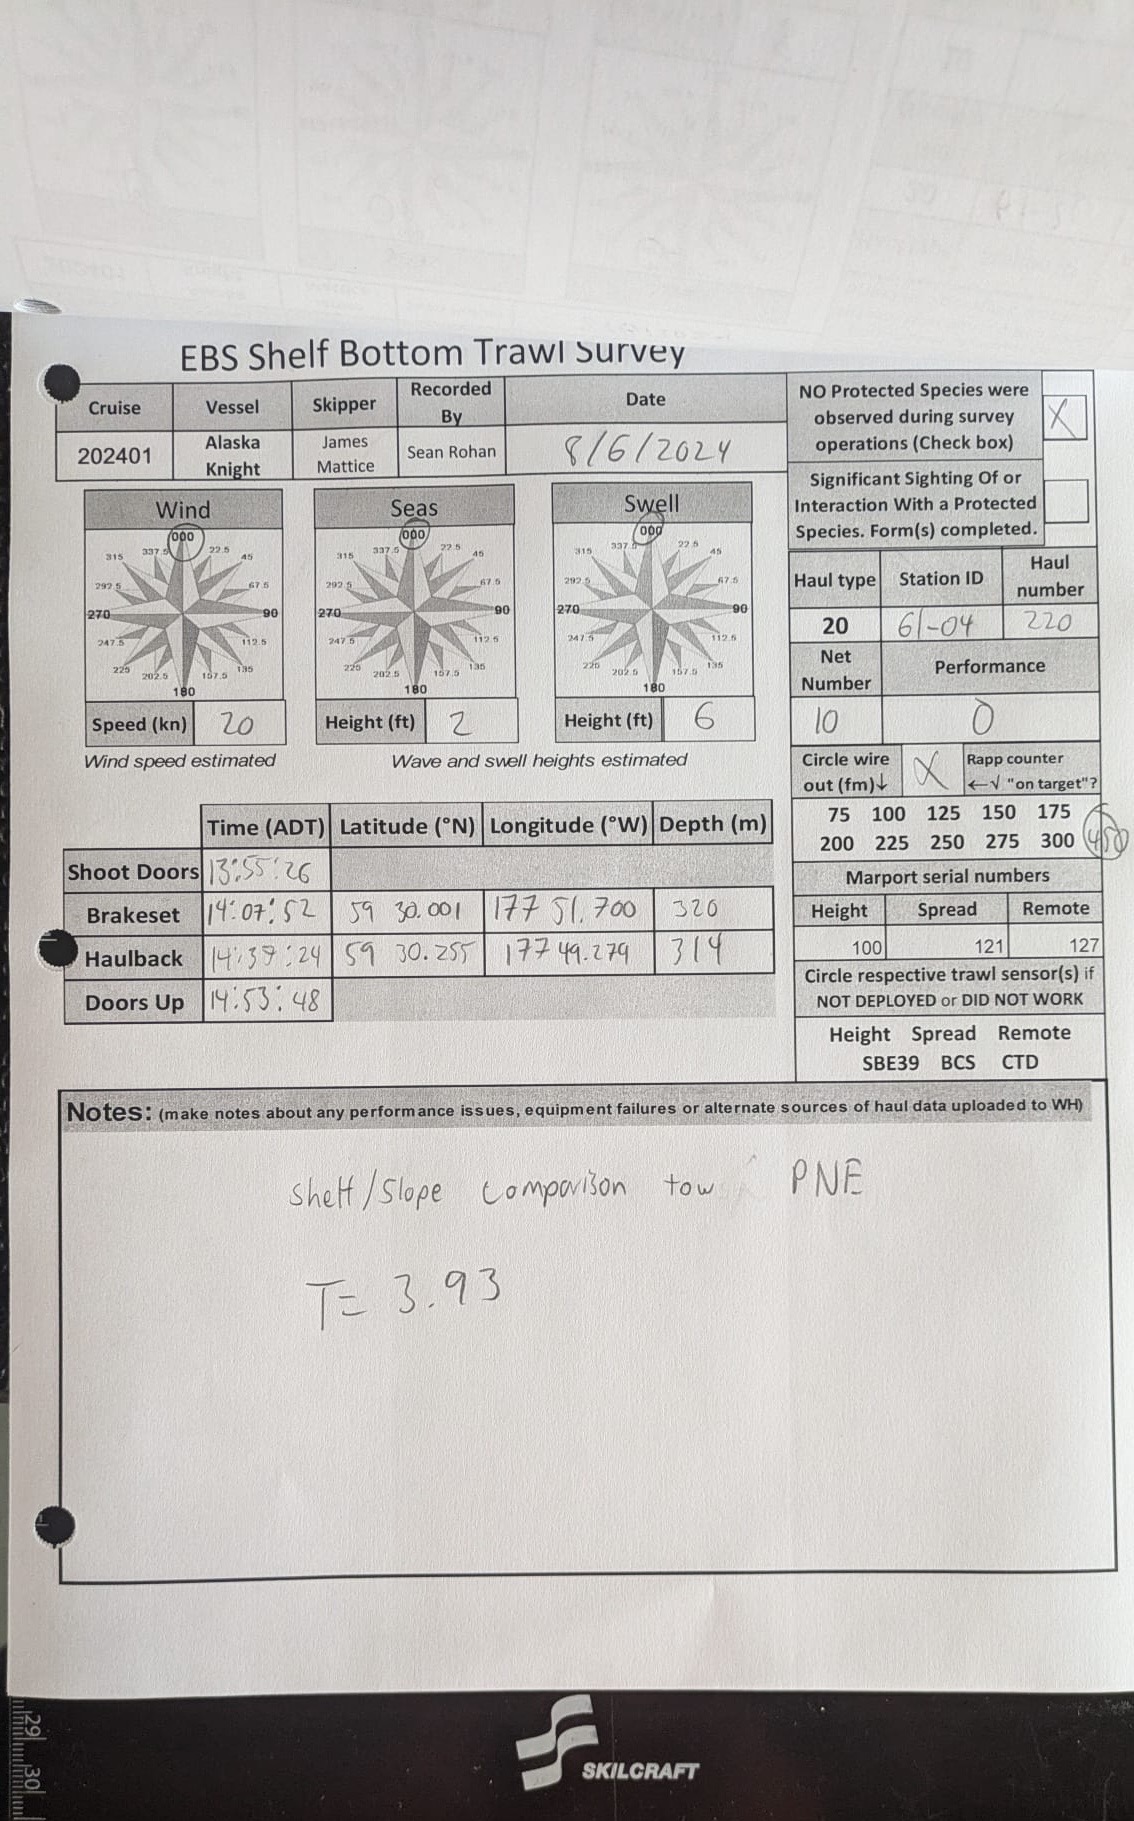 EBS Shelf Bottom Trawl Survey
Cruise Vessel Skipper Recorded By Date
202401 Alaska Knight James Mattice Sean Rohan 8/6/2024
NO Protected Species were observed during survey operations (Check box) X
Significant Sighting Of or Interaction With a Protected Species. Form(s) completed.
Wind
000 22.5 45 67.5 90 112.5 135 157.5 180 202.5 225 247.5 270 292.5 315 337.5
Speed (kn) 20
Wind speed estimated
Seas
000 22.5 45 67.5 90 112.5 135 157.5 180 202.5 225 247.5 270 292.5 315 337.5
Height (ft) 2
Swell
000 22.5 45 67.5 90 112.5 135 157.5 180 202.5 225 247.5 270 292.5 315 337.5
Height (ft) 6
Wave and swell heights estimated
Haul type Station ID Haul number
20 61-04 220
Net Number Performance
10 0
Circle wire out (fm)↓ X Rapp counter ←√ "on target"?
75 100 125 150 175
200 225 250 275 300 450
Marport serial numbers
Height Spread Remote
100 121 127
Circle respective trawl sensor(s) if
NOT DEPLOYED or DID NOT WORK
Height Spread Remote
SBE39 BCS CTD
Time (ADT) Latitude (°N) Longitude (°W) Depth (m)
Shoot Doors 13:55:26
Brakeset 14:07:52 59 30.001 177 51.700 320
Haulback 59 30.255 177 49.279 314
Doors Up 14:53:48
Notes: (make notes about any performance issues, equipment failures or alternate sources of haul data uploaded to WH)
Shelf/Slope comparison tow PNE
T= 3.93
SKILCRAFT
29 30